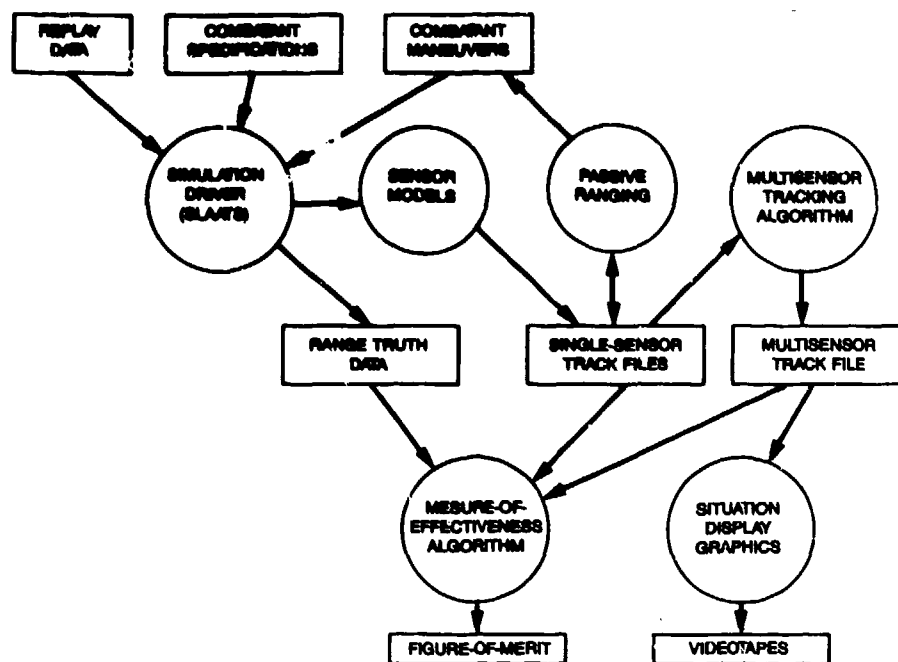 REPLAY
DATA
COMBATANT
SPECIFICATIONS
COMBATANT
MANEUVERS
SIMULATION
DRIVER
(SLAATS)
SENSOR
MODELS
PASSIVE
RANGING
MULTISENSOR
TRACKING
ALGORITHM
RANGE TRUTH
DATA
SINGLE-SENSOR
TRACK FILES
MULTISENSOR
TRACK FILE
MESURE-OF-
EFFECTIVENESS
ALGORITHM
SITUATION
DISPLAY
GRAPHICS
FIGURE-OF-MERIT
VIDEOTAPES